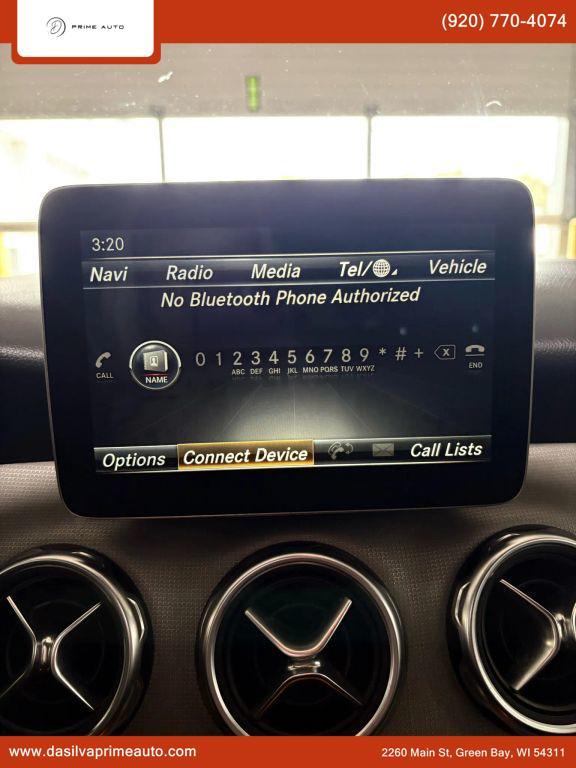 PRIME AUTO
(920) 770-4074
3:20
Navi Radio Media Tel/ Vehicle
No Bluetooth Phone Authorized
0 1 2 3 4 5 6 7 8 9 * # + X
ABC DEF GHI JKL MNO PQRS TUV WXYZ
CALL NAME END
Options Connect Device Call Lists
www.dasilvaprimeauto.com
2260 Main St, Green Bay, WI 54311